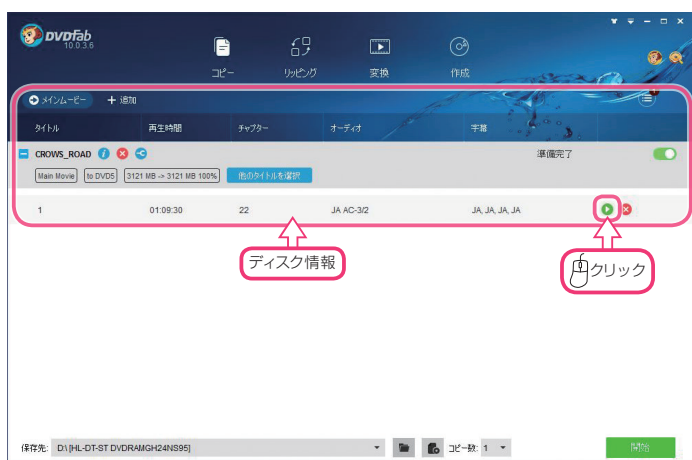 DVDFab
10.0.3.6
コピー
リッピング
変換
作成
メインムービー
+ 追加
タイトル
再生時間
チャプター
オーディオ
字幕
CROWS_ROAD
準備完了
Main Movie
to DVD5
3121 MB -> 3121 MB 100%
他のタイトルを選択
1
01:09:30
22
JA AC-3/2
JA, JA, JA, JA
ディスク情報
クリック
保存先:
D:\ [HL-DT-ST DVDRAMGH24NS95]
コピー数:
1
開始